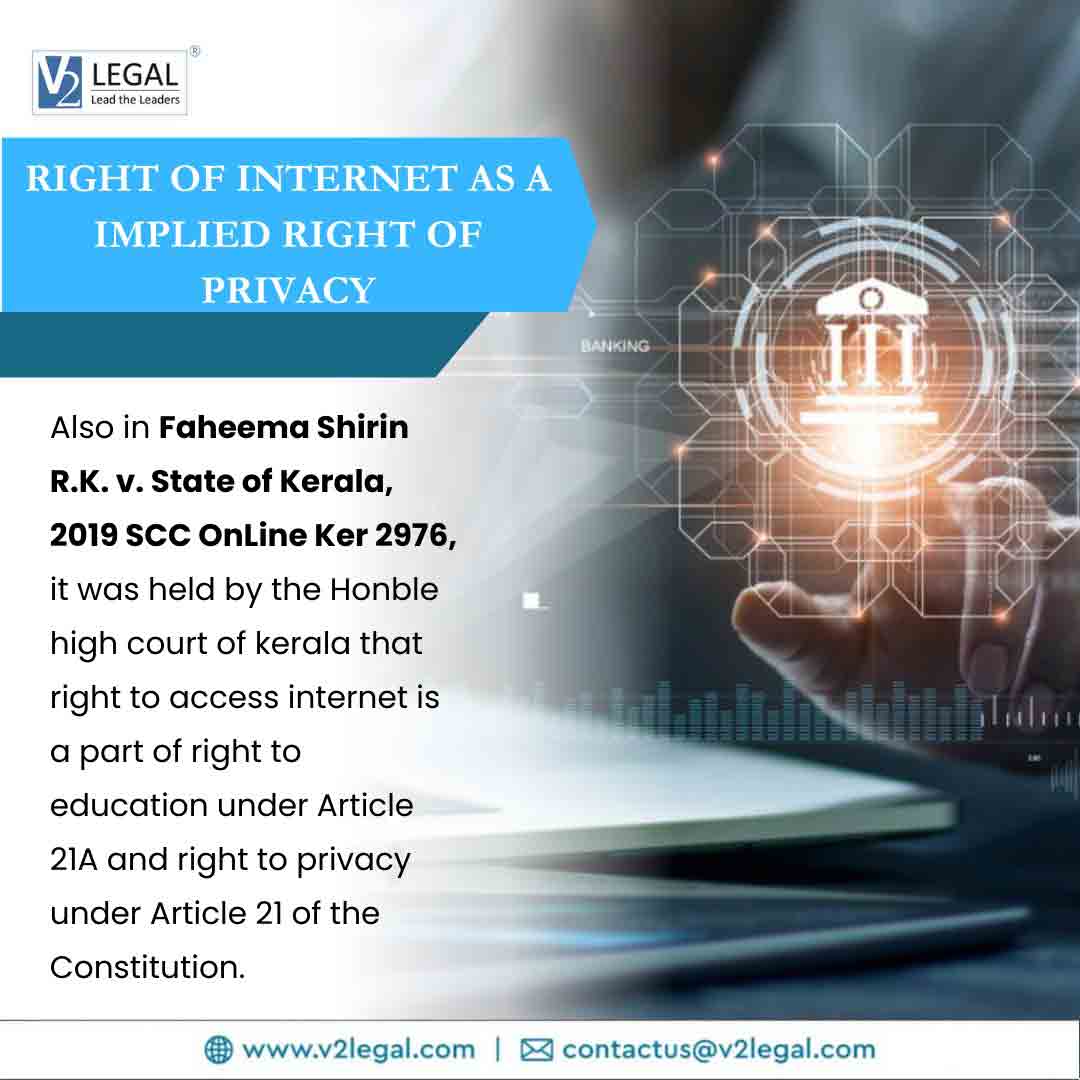 V2 LEGAL ®
Lead the Leaders
RIGHT OF INTERNET AS A
IMPLIED RIGHT OF
PRIVACY
BANKING
Also in Faheema Shirin
R.K. v. State of Kerala,
2019 SCC OnLine Ker 2976,
it was held by the Honble
high court of kerala that
right to access internet is
a part of right to
education under Article
21A and right to privacy
under Article 21 of the
Constitution.
www.v2legal.com | contactus@v2legal.com